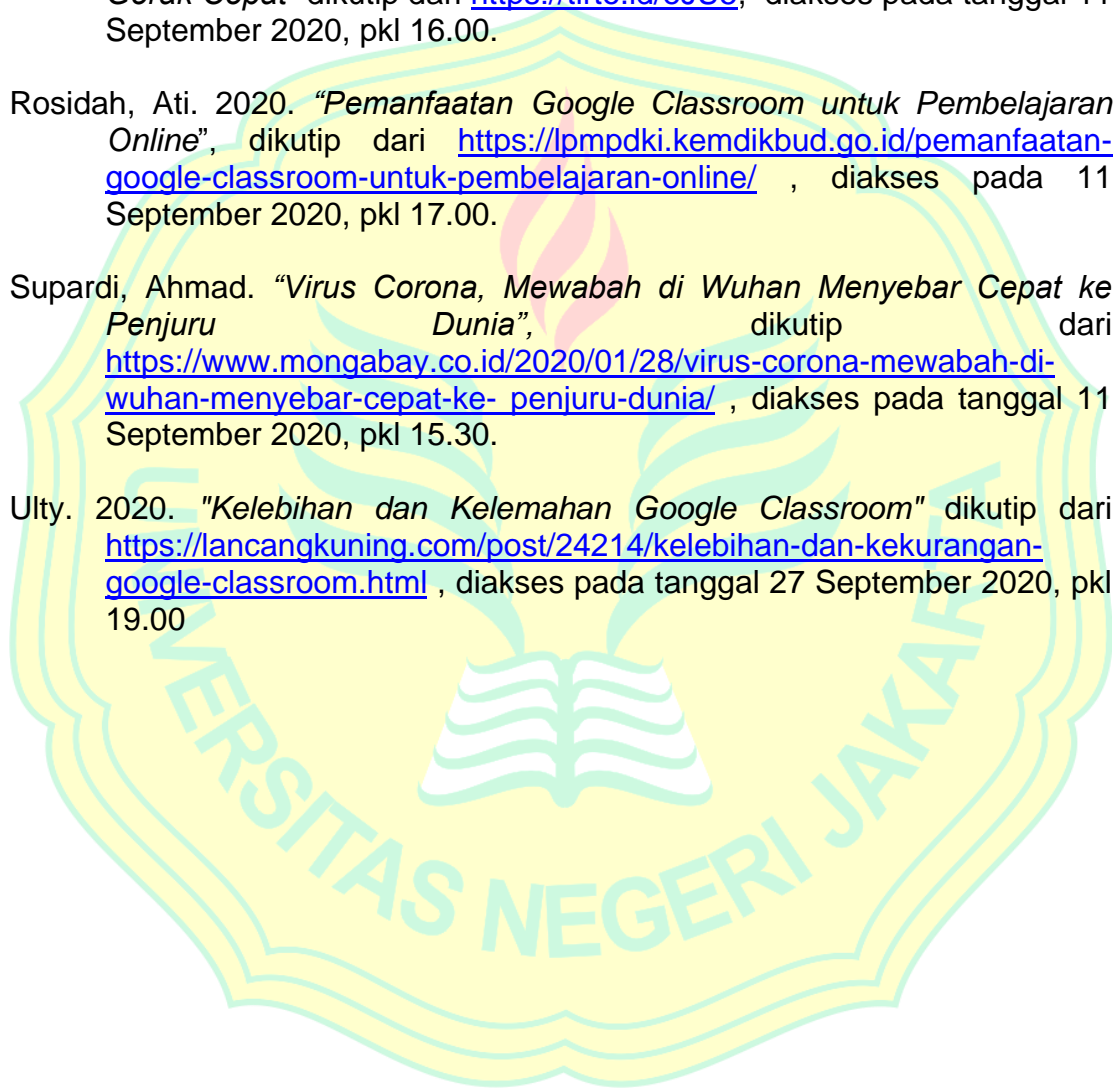 September 2020, pkl 16.00.
Rosidah, Ati. 2020. “Pemanfaatan Google Classroom untuk Pembelajaran
Online”, dikutip dari https://lpmpdki.kemdikbud.go.id/pemanfaatan-
google-classroom-untuk-pembelajaran-online/ , diakses pada 11
September 2020, pkl 17.00.
Supardi, Ahmad. “Virus Corona, Mewabah di Wuhan Menyebar Cepat ke
Penjuru Dunia”, dikutip dari
https://www.mongabay.co.id/2020/01/28/virus-corona-mewabah-di-
wuhan-menyebar-cepat-ke- penjuru-dunia/ , diakses pada tanggal 11
September 2020, pkl 15.30.
Ulty. 2020. "Kelebihan dan Kelemahan Google Classroom" dikutip dari
https://lancangkuning.com/post/24214/kelebihan-dan-kekurangan-
google-classroom.html , diakses pada tanggal 27 September 2020, pkl
19.00
UNIVERSITAS NEGERI JAKARTA